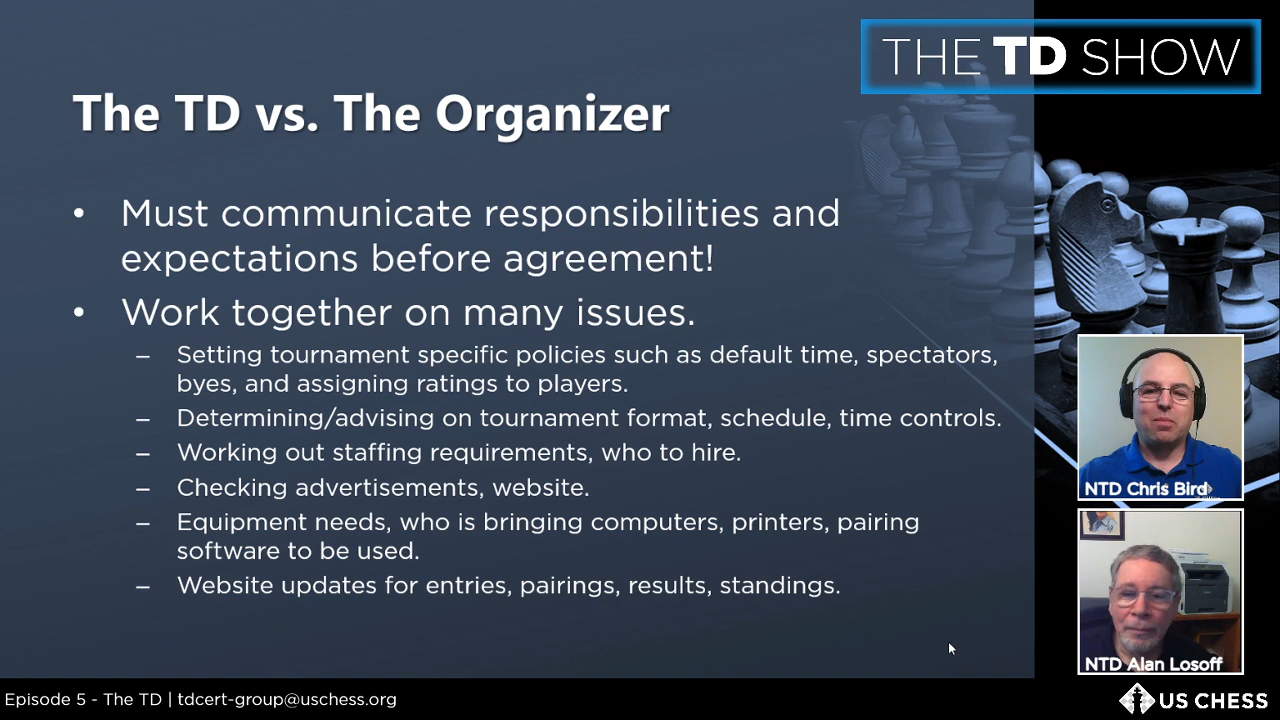 THE TD SHOW
The TD vs. The Organizer
• Must communicate responsibilities and
expectations before agreement!
• Work together on many issues.
– Setting tournament specific policies such as default time, spectators,
byes, and assigning ratings to players.
– Determining/advising on tournament format, schedule, time controls.
– Working out staffing requirements, who to hire.
– Checking advertisements, website.
– Equipment needs, who is bringing computers, printers, pairing
software to be used.
– Website updates for entries, pairings, results, standings.
NTD Chris Bird
NTD Alan Losoff
Episode 5 - The TD | tdcert-group@uschess.org
US CHESS